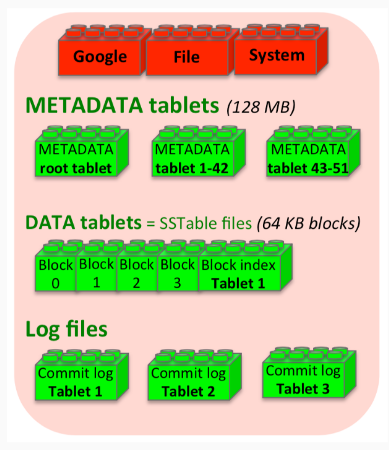 Google File System
METADATA tablets (128 MB)
METADATA METADATA METADATA
root tablet tablet 1-42 tablet 43-51
DATA tablets = SSTable files (64 KB blocks)
Block Block Block Block Block index
0 1 2 3 Tablet 1
Log files
Commit log Commit log Commit log
Tablet 1 Tablet 2 Tablet 3